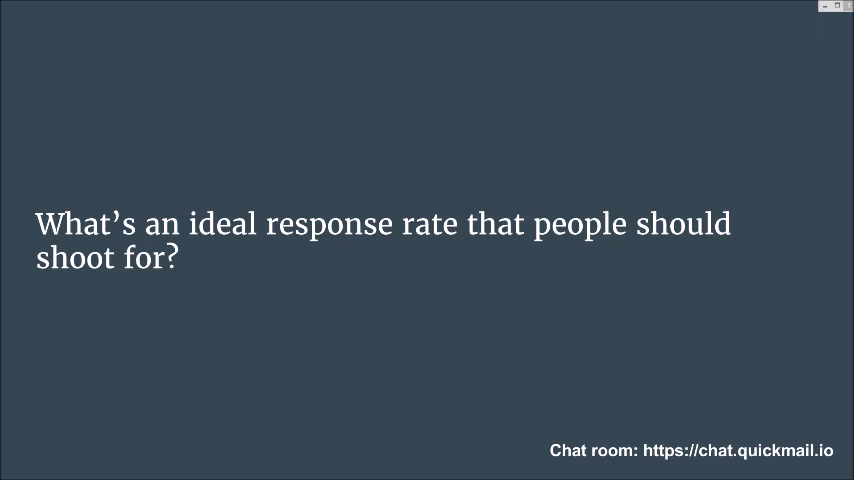 What’s an ideal response rate that people should
shoot for?
Chat room: https://chat.quickmail.io